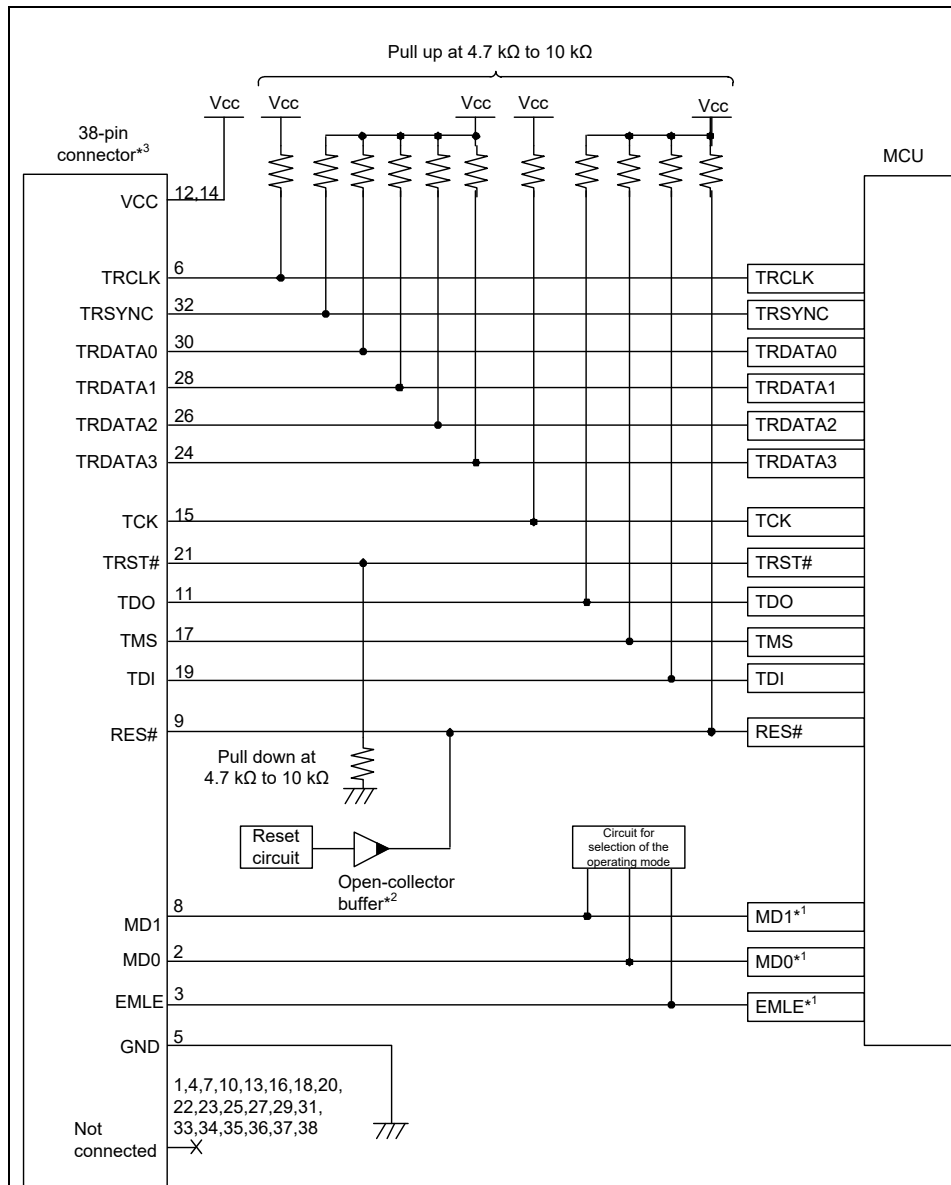 Pull up at 4.7 kΩ to 10 kΩ
Vcc Vcc Vcc Vcc Vcc
38-pin
connector*3
MCU
VCC 12,14
TRCLK 6 TRCLK
TRSYNC 32 TRSYNC
TRDATA0 30 TRDATA0
TRDATA1 28 TRDATA1
TRDATA2 26 TRDATA2
TRDATA3 24 TRDATA3
TCK 15 TCK
TRST# 21 TRST#
TDO 11 TDO
TMS 17 TMS
TDI 19 TDI
RES# 9 RES#
Pull down at
4.7 kΩ to 10 kΩ
Reset
circuit
Open-collector
buffer*2
Circuit for
selection of the
operating mode
MD1 8 MD1*1
MD0 2 MD0*1
EMLE 3 EMLE*1
GND 5
1,4,7,10,13,16,18,20,
22,23,25,27,29,31,
33,34,35,36,37,38
Not
connected